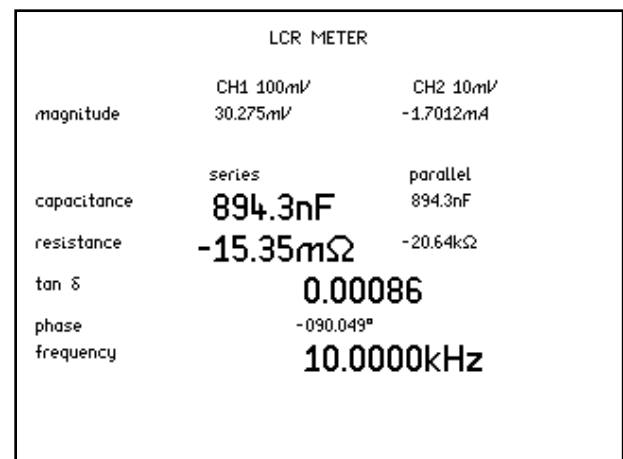 LCR METER
CH1 100mV CH2 10mV
magnitude 30.275mV -1.7012mA
series parallel
capacitance 894.3nF 894.3nF
resistance -15.35mΩ -20.64kΩ
tan δ 0.00086
phase -090.049°
frequency 10.0000kHz